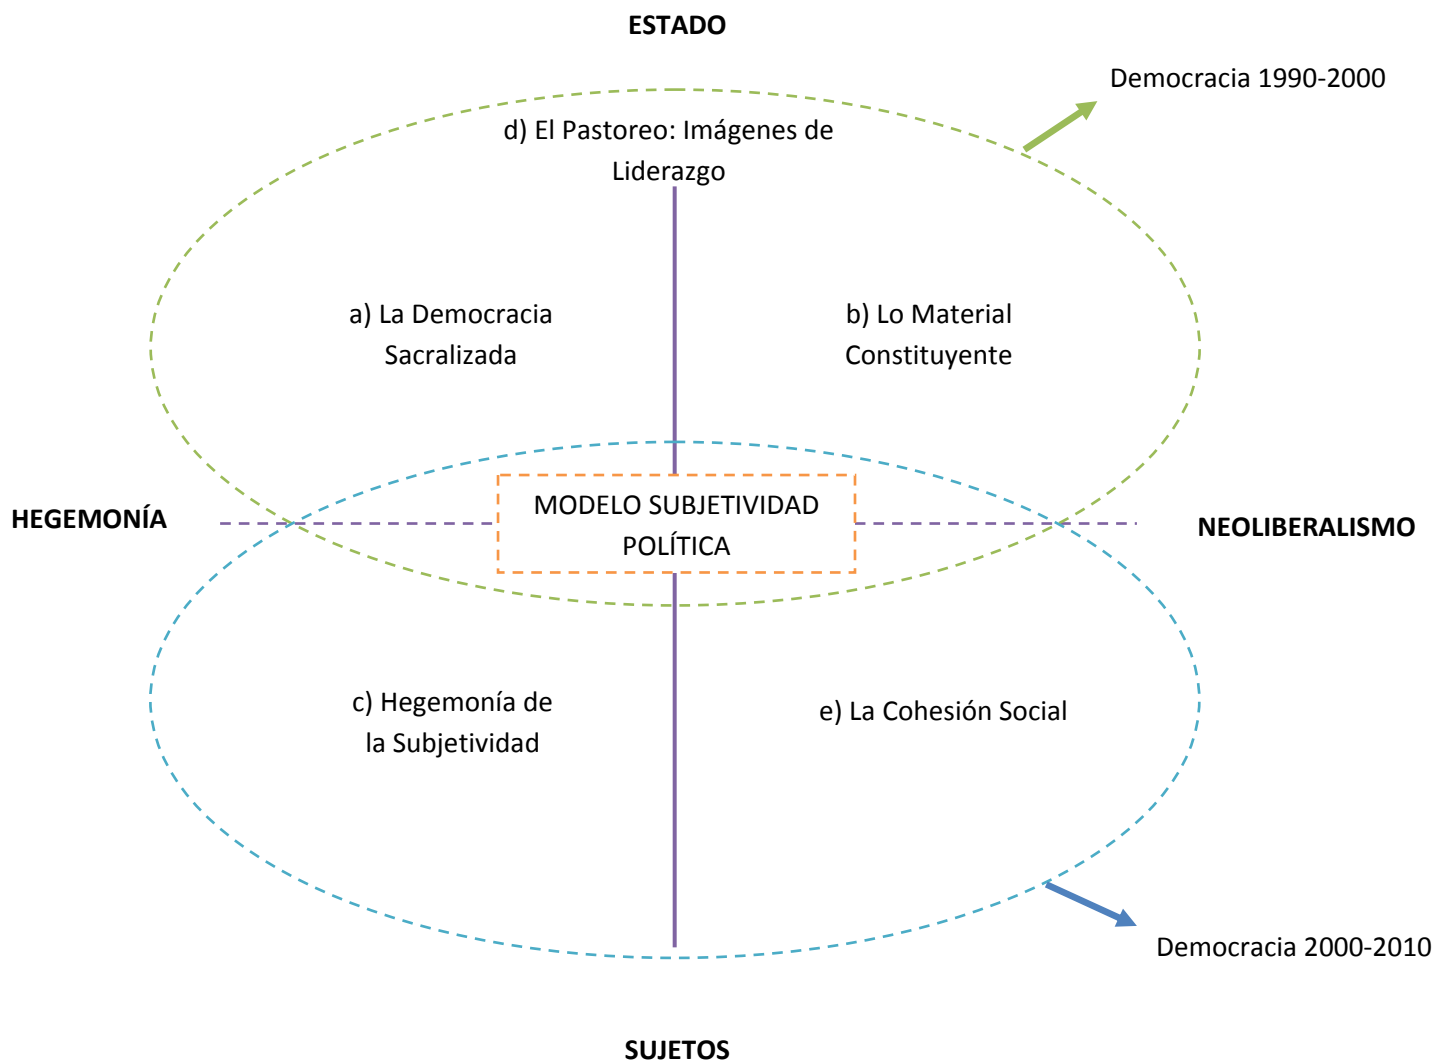 ESTADO
Democracia 1990-2000
d) El Pastoreo: Imágenes de
Liderazgo
a) La Democracia
Sacralizada
b) Lo Material
Constituyente
MODELO SUBJETIVIDAD
POLÍTICA
HEGEMONÍA
NEOLIBERALISMO
c) Hegemonía de
la Subjetividad
e) La Cohesión Social
Democracia 2000-2010
SUJETOS